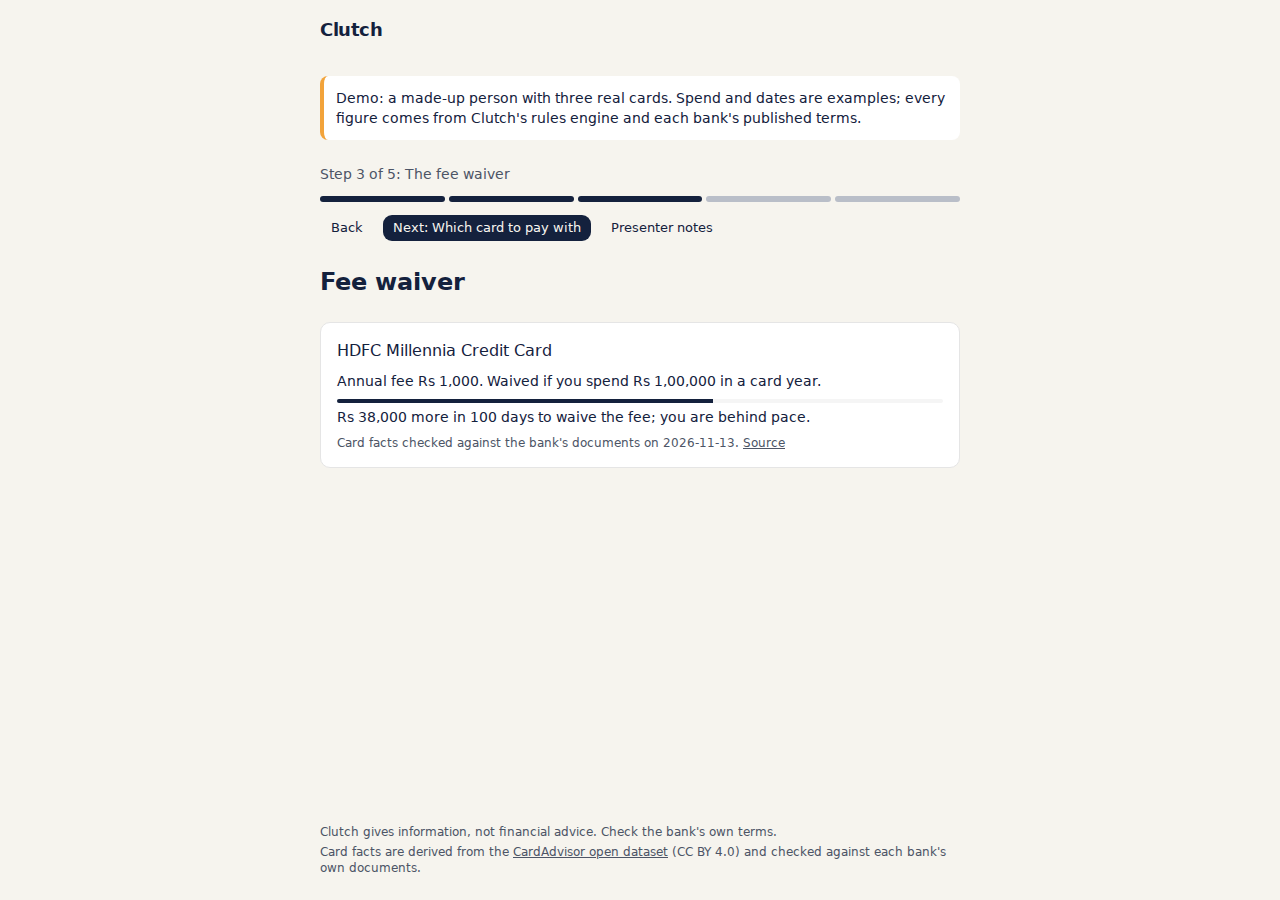 Clutch
Demo: a made-up person with three real cards. Spend and dates are examples; every
figure comes from Clutch's rules engine and each bank's published terms.
Step 3 of 5: The fee waiver
Back
Next: Which card to pay with
Presenter notes
Fee waiver
HDFC Millennia Credit Card
Annual fee Rs 1,000. Waived if you spend Rs 1,00,000 in a card year.
Rs 38,000 more in 100 days to waive the fee; you are behind pace.
Card facts checked against the bank's documents on 2026-11-13. Source
Clutch gives information, not financial advice. Check the bank's own terms.
Card facts are derived from the CardAdvisor open dataset (CC BY 4.0) and checked against each bank's
own documents.